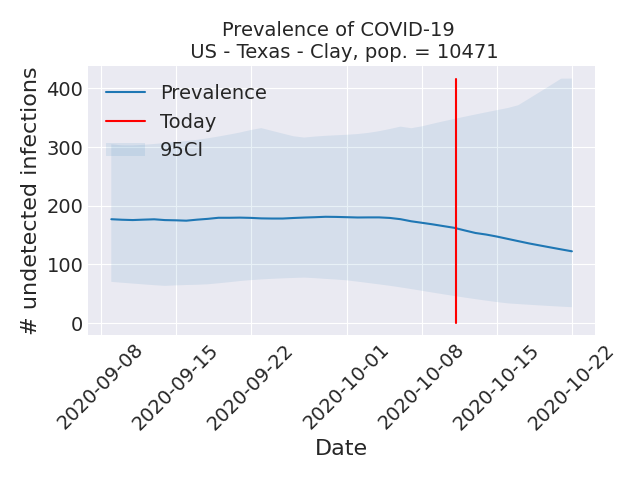 Prevalence of COVID-19
US - Texas - Clay, pop. = 10471
# undetected infections
400
300
200
100
0
Prevalence
Today
95CI
2020-09-08
2020-09-15
2020-09-22
2020-10-01
2020-10-08
2020-10-15
2020-10-22
Date